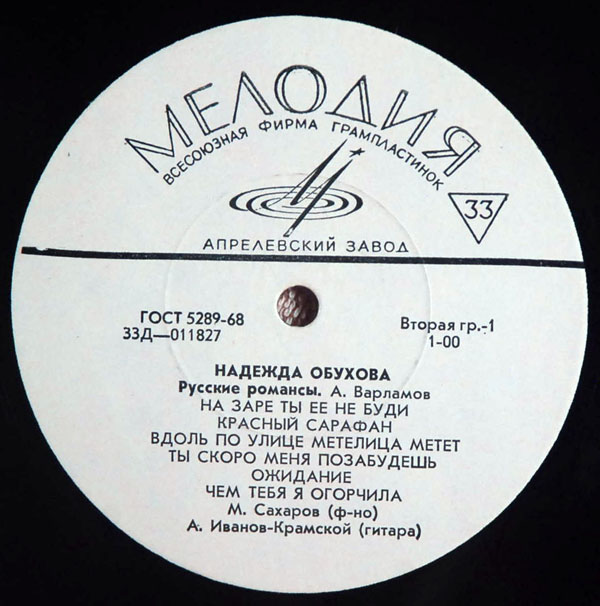 МЕЛОДИЯ
ВСЕСОЮЗНАЯ ФИРМА ГРАМПЛАСТИНОК
33
АПРЕЛЕВСКИЙ ЗАВОД
ГОСТ 5289-68
33Д—011827
Вторая гр.-1
1-00
НАДЕЖДА ОБУХОВА
Русские романсы. А. Варламов
НА ЗАРЕ ТЫ ЕЕ НЕ БУДИ
КРАСНЫЙ САРАФАН
ВДОЛЬ ПО УЛИЦЕ МЕТЕЛИЦА МЕТЕТ
ТЫ СКОРО МЕНЯ ПОЗАБУДЕШЬ
ОЖИДАНИЕ
ЧЕМ ТЕБЯ Я ОГОРЧИЛА
М. Сахаров (ф-но)
А. Иванов-Крамской (гитара)